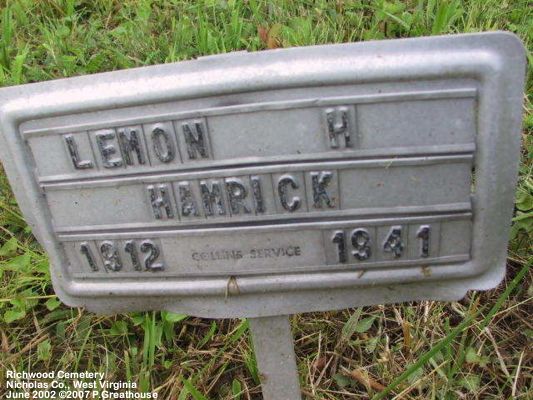 LEMON H
HAMRICK
1912 COLLINS SERVICE 1941
Richwood Cemetery
Nicholas Co., West Virginia
June 2002 ©2007 P.Greathouse